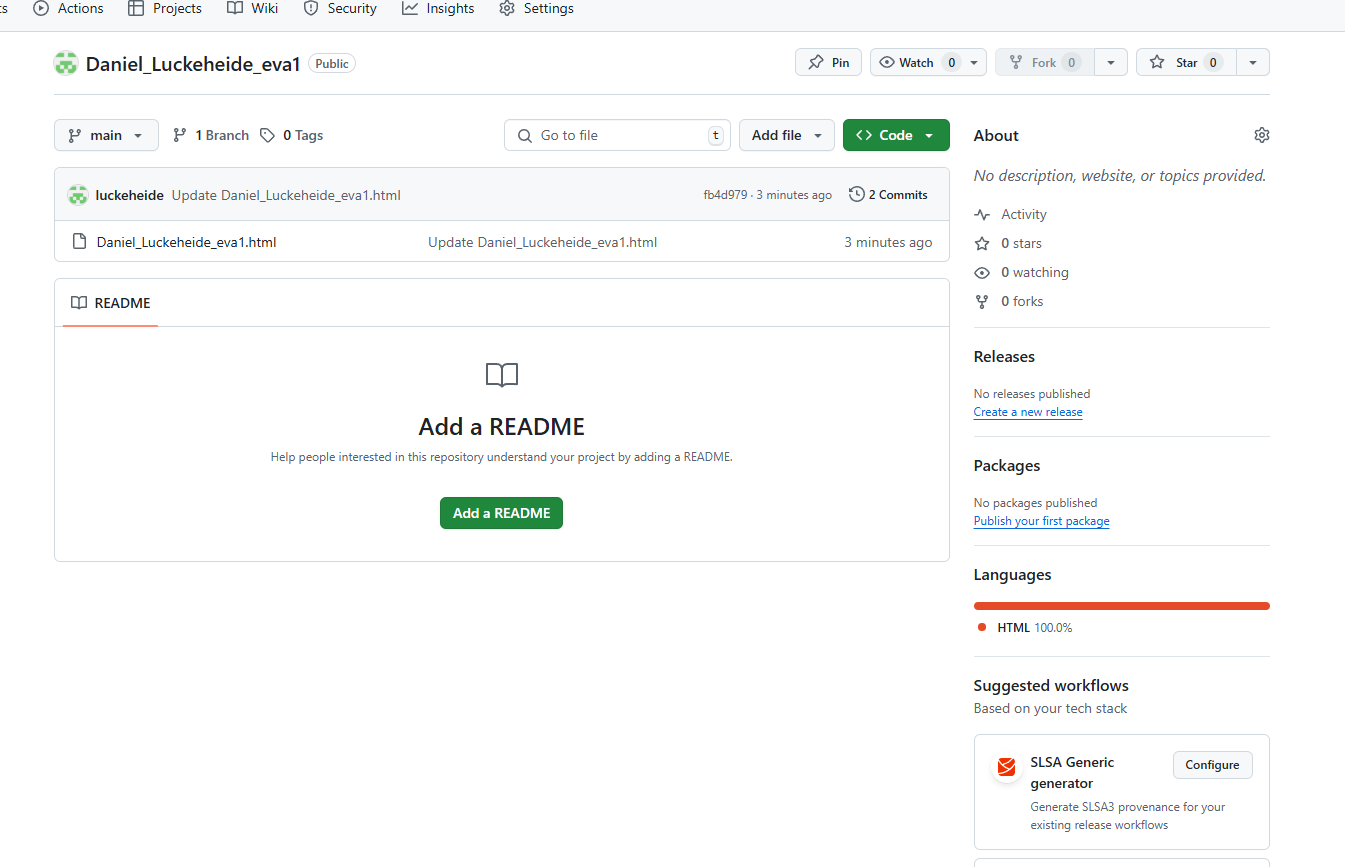 s Actions Projects Wiki Security Insights Settings
Daniel_Luckeheide_eva1 Public Pin Watch 0 Fork 0 Star 0
main 1 Branch 0 Tags Go to file t Add file Code
luckeheide Update Daniel_Luckeheide_eva1.html fb4d979 · 3 minutes ago 2 Commits
Daniel_Luckeheide_eva1.html Update Daniel_Luckeheide_eva1.html 3 minutes ago
README
Add a README
Help people interested in this repository understand your project by adding a README.
Add a README
About
No description, website, or topics provided.
Activity
0 stars
0 watching
0 forks
Releases
No releases published
Create a new release
Packages
No packages published
Publish your first package
Languages
HTML 100.0%
Suggested workflows
Based on your tech stack
SLSA Generic
generator
Configure
Generate SLSA3 provenance for your
existing release workflows